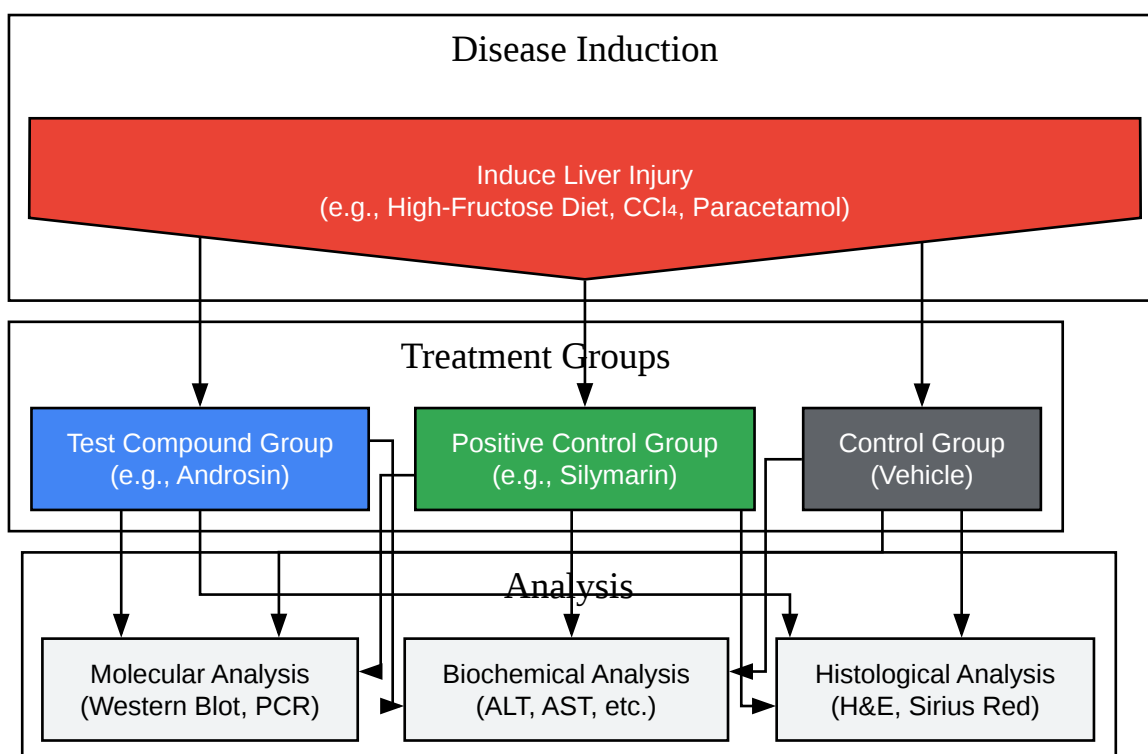 Disease Induction
Induce Liver Injury
(e.g., High-Fructose Diet, CCl₄, Paracetamol)
Treatment Groups
Test Compound Group
(e.g., Androsin)
Positive Control Group
(e.g., Silymarin)
Control Group
(Vehicle)
Analysis
Molecular Analysis
(Western Blot, PCR)
Biochemical Analysis
(ALT, AST, etc.)
Histological Analysis
(H&E, Sirius Red)